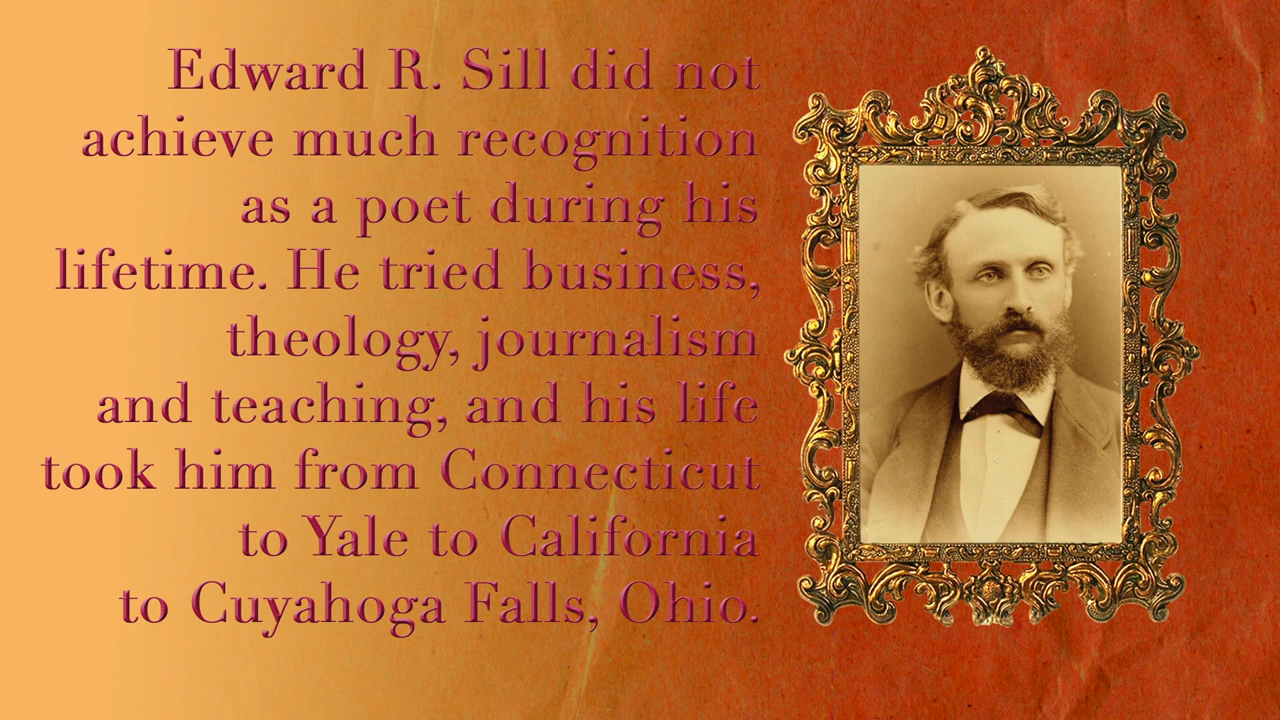 Edward R. Sill did not
achieve much recognition
as a poet during his
lifetime. He tried business,
theology, journalism
and teaching, and his life
took him from Connecticut
to Yale to California
to Cuyahoga Falls, Ohio.